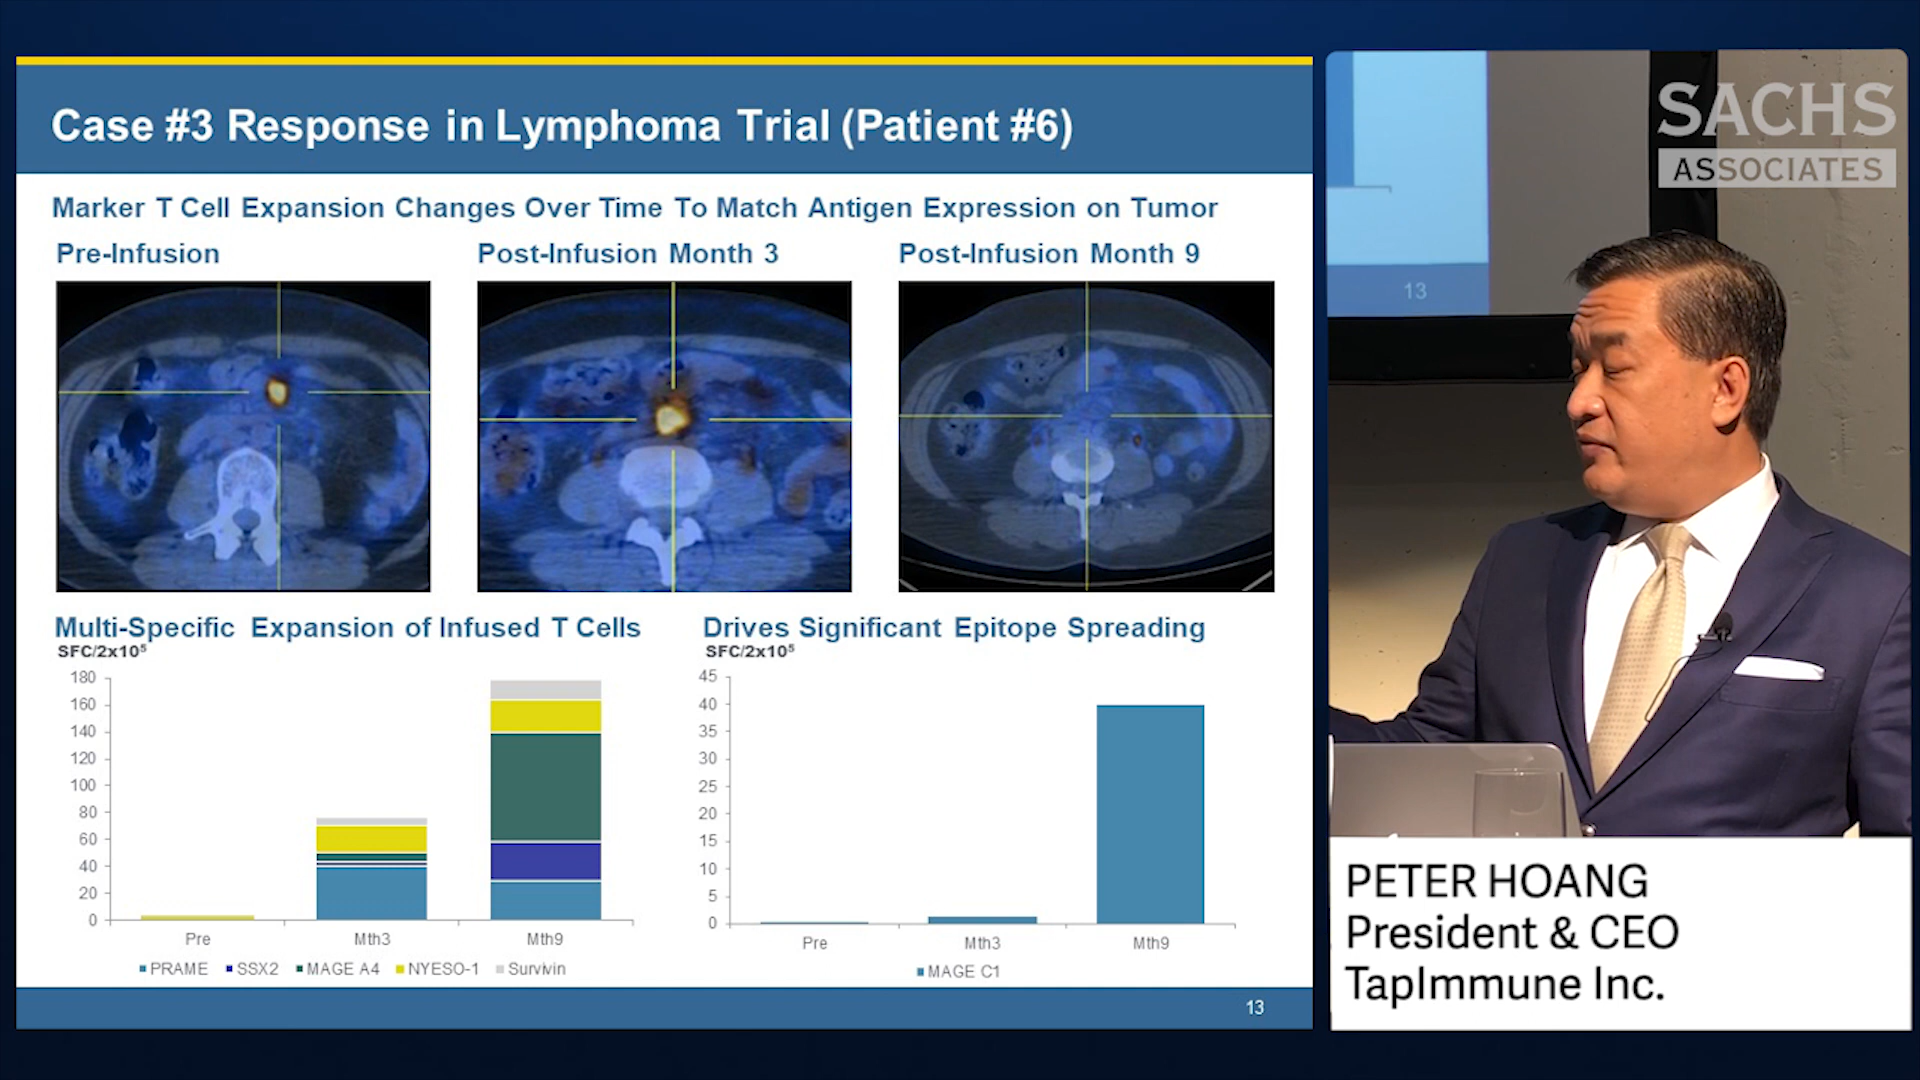 Case #3 Response in Lymphoma Trial (Patient #6)
Marker T Cell Expansion Changes Over Time To Match Antigen Expression on Tumor
Pre-Infusion
Post-Infusion Month 3
Post-Infusion Month 9
Multi-Specific Expansion of Infused T Cells
SFC/2x10⁵
180
160
140
120
100
80
60
40
20
0
Pre
Mth3
Mth9
PRAME SSX2 MAGE A4 NYESO-1 Survivin
Drives Significant Epitope Spreading
SFC/2x10⁵
45
40
35
30
25
20
15
10
5
0
Pre
Mth3
Mth9
MAGE C1
13
13
SACHS
ASSOCIATES
PETER HOANG
President & CEO
TapImmune Inc.